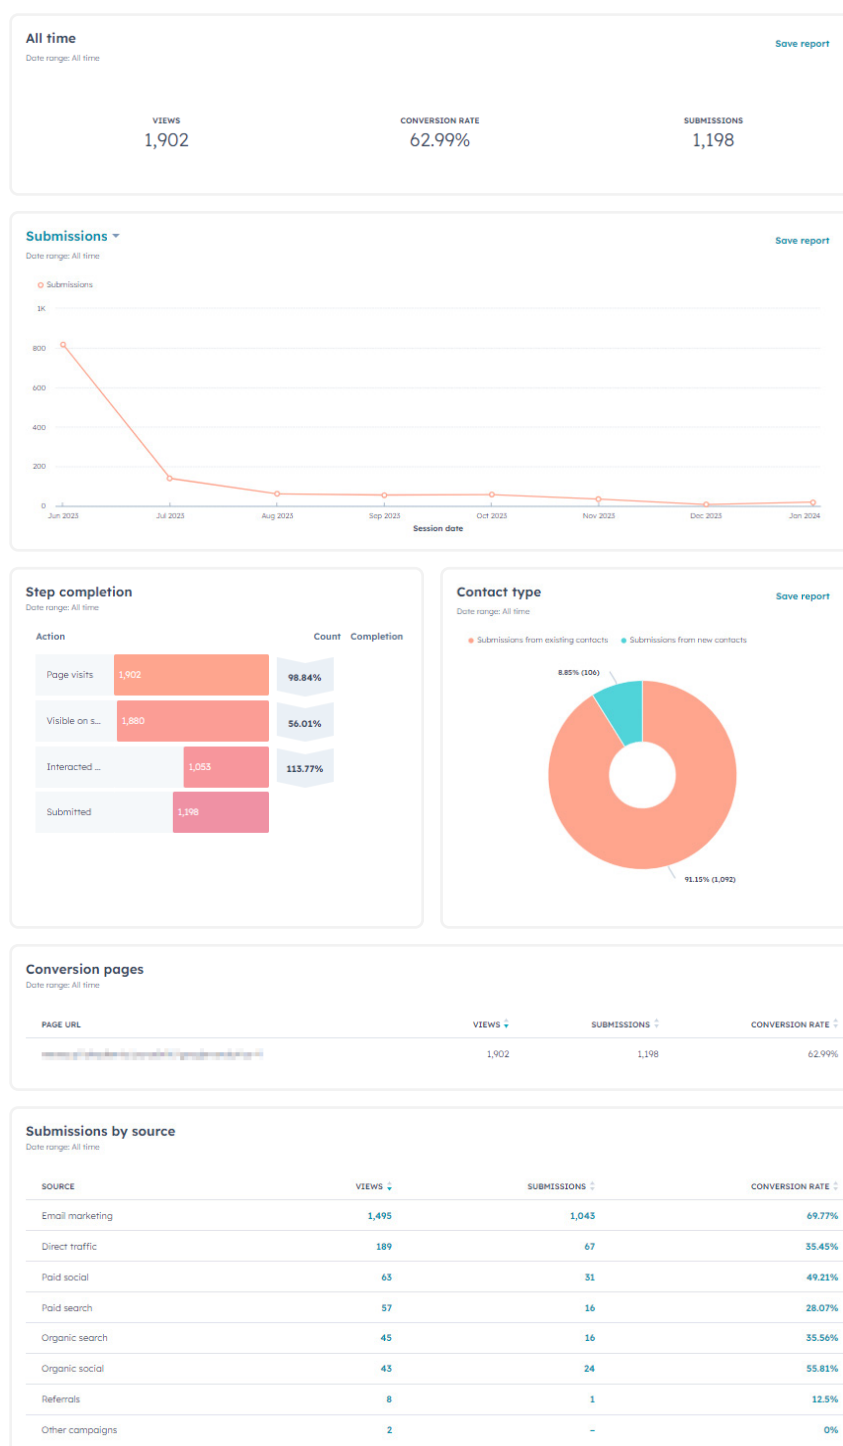 All time
Save report
Date range: All time
VIEWS CONVERSION RATE SUBMISSIONS
1,902 62.99% 1,198
Submissions
Save report
Date range: All time
Submissions
1K
800
600
400
200
0
Jun 2023 Jul 2023 Aug 2023 Sep 2023 Oct 2023 Nov 2023 Dec 2023 Jan 2024
Session date
Step completion
Date range: All time
Action Count Completion
Page visits 1,902 98.84%
Visible on s... 1,880 56.01%
Interacted ... 1,053 113.77%
Submitted 1,198
Contact type
Save report
Date range: All time
Submissions from existing contacts Submissions from new contacts
8.85% (106)
91.15% (1,092)
Conversion pages
Date range: All time
PAGE URL VIEWS SUBMISSIONS CONVERSION RATE
1,902 1,198 62.99%
Submissions by source
Date range: All time
SOURCE VIEWS SUBMISSIONS CONVERSION RATE
Email marketing 1,495 1,043 69.77%
Direct traffic 189 67 35.45%
Paid social 63 31 49.21%
Paid search 57 16 28.07%
Organic search 45 16 35.56%
Organic social 43 24 55.81%
Referrals 8 1 12.5%
Other campaigns 2 – 0%